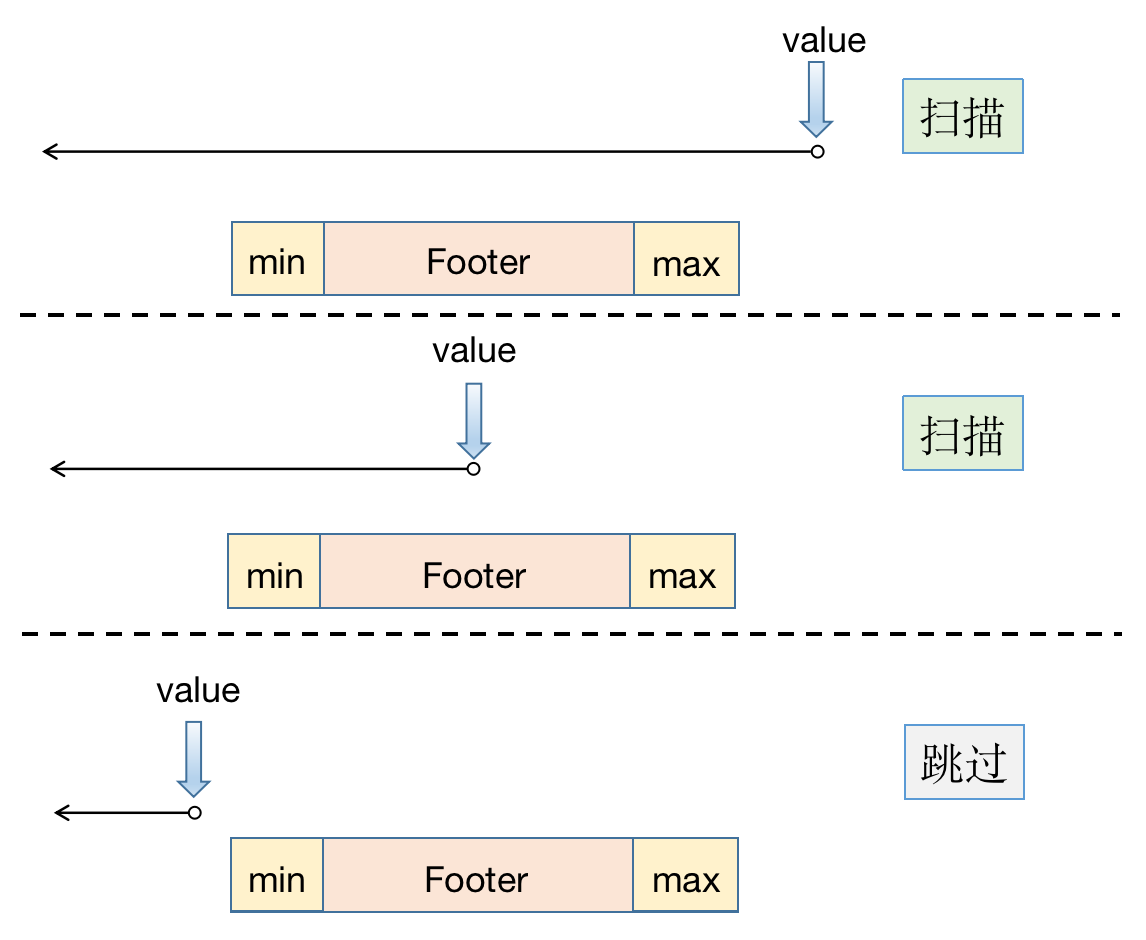 value
扫描
min Footer max
value
扫描
min Footer max
value
跳过
min Footer max